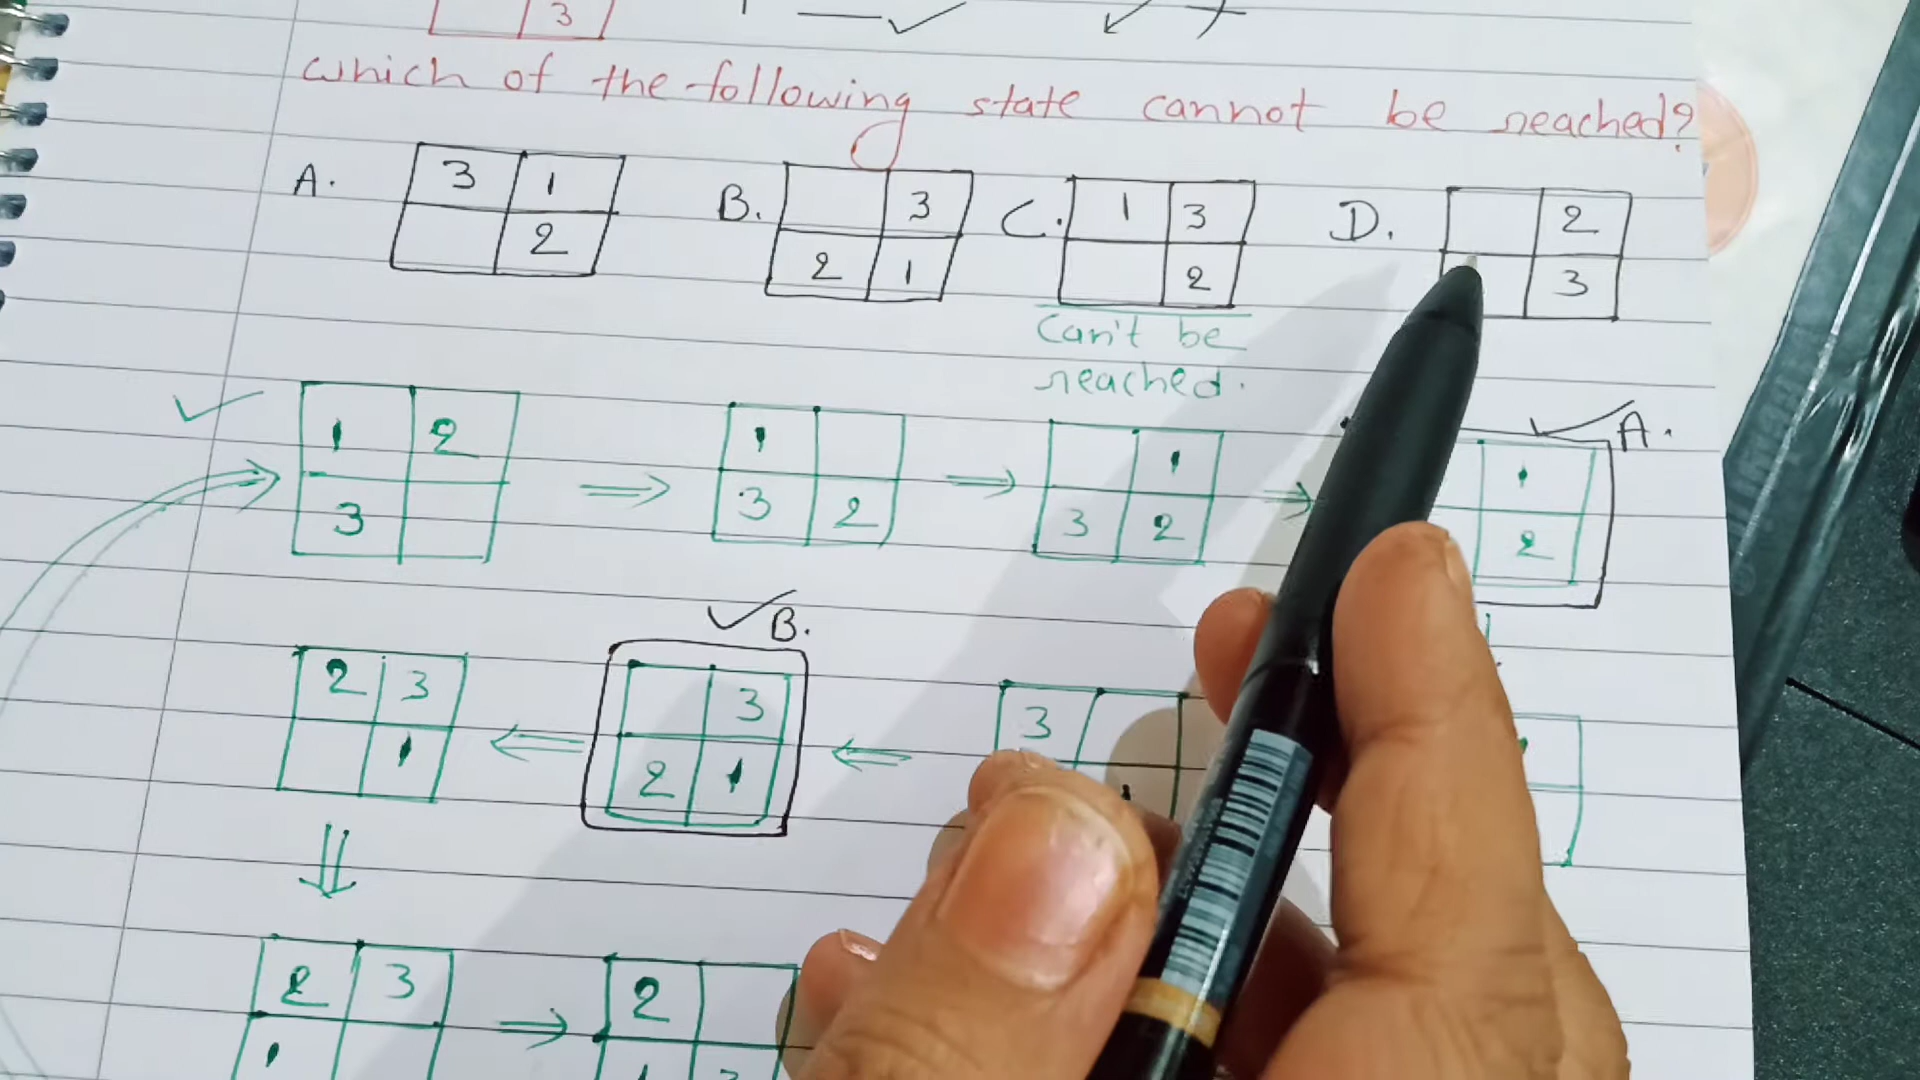 3
which of the following state cannot be reached?
A. 3 1 2
B. 3 2 1
C. 1 3 2
D. 2 3
Can't be
reached.
1 2 3
1 3 2
1 3 2
1 2
A.
B.
2 3 1
3 2 1
3
2 3 1
2